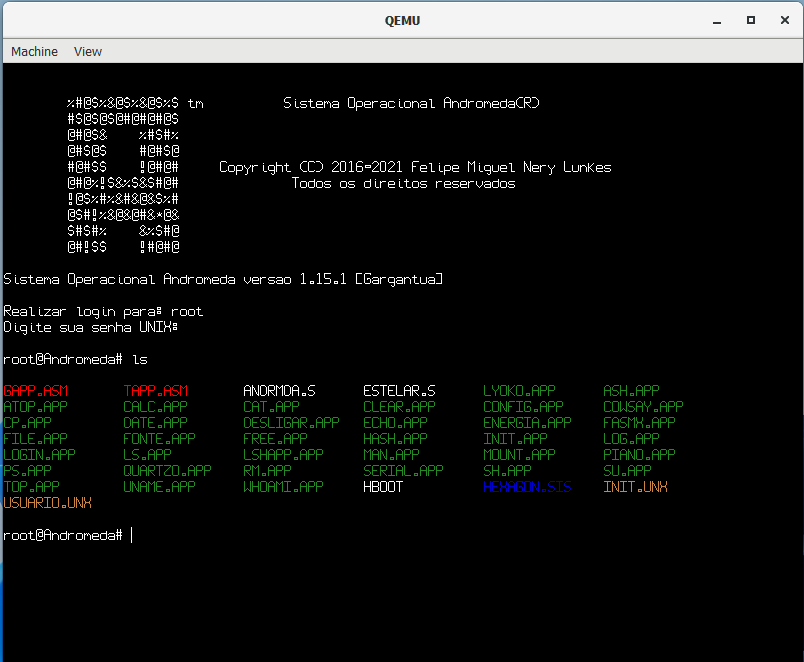 QEMU
Machine View
%#@$%&@$%&@$%$ tm Sistema Operacional Andromeda(R)
#$@$@$@#@#@#@$
@#@$& %#$#%
@#$@$ #@#$@
#@#$$ !@#@# Copyright (C) 2016-2021 Felipe Miguel Nery Lunkes
@#@%!$&%$&$#@# Todos os direitos reservados
!@$%#%&#&@&$%#
@$#!%&@&@#&*@&
$#$#% &%$#@
@#!$$ !#@#@
Sistema Operacional Andromeda versao 1.15.1 [Gargantua]
Realizar login para: root
Digite sua senha UNIX:
root@Andromeda# ls
GAPP.ASM TAPP.ASM ANDRMDA.S ESTELAR.S LYOKO.APP ASH.APP
ATOP.APP CALC.APP CAT.APP CLEAR.APP CONFIG.APP COWSAY.APP
CP.APP DATE.APP DESLIGAR.APP ECHO.APP ENERGIA.APP FASMX.APP
FILE.APP FONTE.APP FREE.APP HASH.APP INIT.APP LOG.APP
LOGIN.APP LS.APP LSHAPP.APP MAN.APP MOUNT.APP PIANO.APP
PS.APP QUARTZO.APP RM.APP SERIAL.APP SH.APP SU.APP
TOP.APP UNAME.APP WHOAMI.APP HBOOT HEXAGON.SIS INIT.UNX
USUARIO.UNX
root@Andromeda#